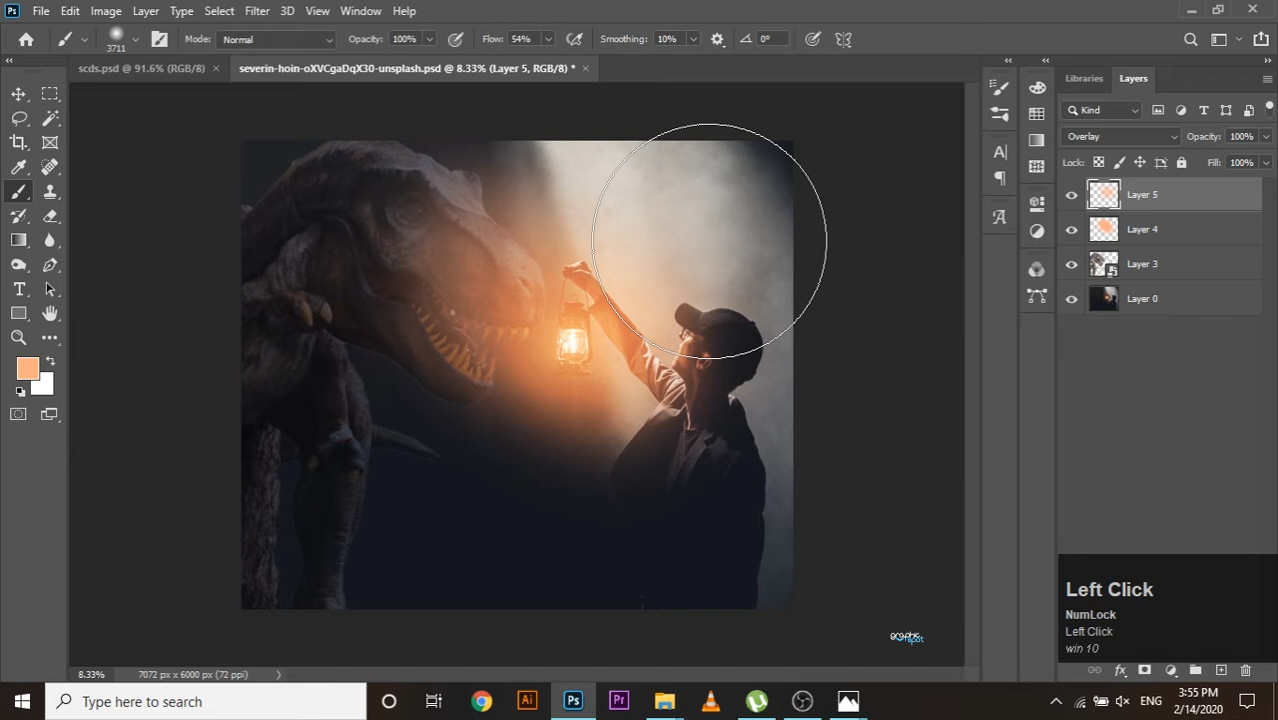 Ps File Edit Image Layer Type Select Filter 3D View Window Help
3711 Mode: Normal Opacity: 100% Flow: 54% Smoothing: 10% 0°
scds.psd @ 91.6% (RGB/8) × severin-hoin-oXVCgaDqX30-unsplash.psd @ 8.33% (Layer 5, RGB/8) * ×
Libraries Layers
Kind
Overlay Opacity: 100%
Lock: Fill: 100%
Layer 5
Layer 4
Layer 3
Layer 0
Left Click
NumLock
Left Click
win 10
8.33% 7072 px x 6000 px (72 ppi)
Type here to search
Ai Ps Pr
ENG
3:55 PM
2/14/2020